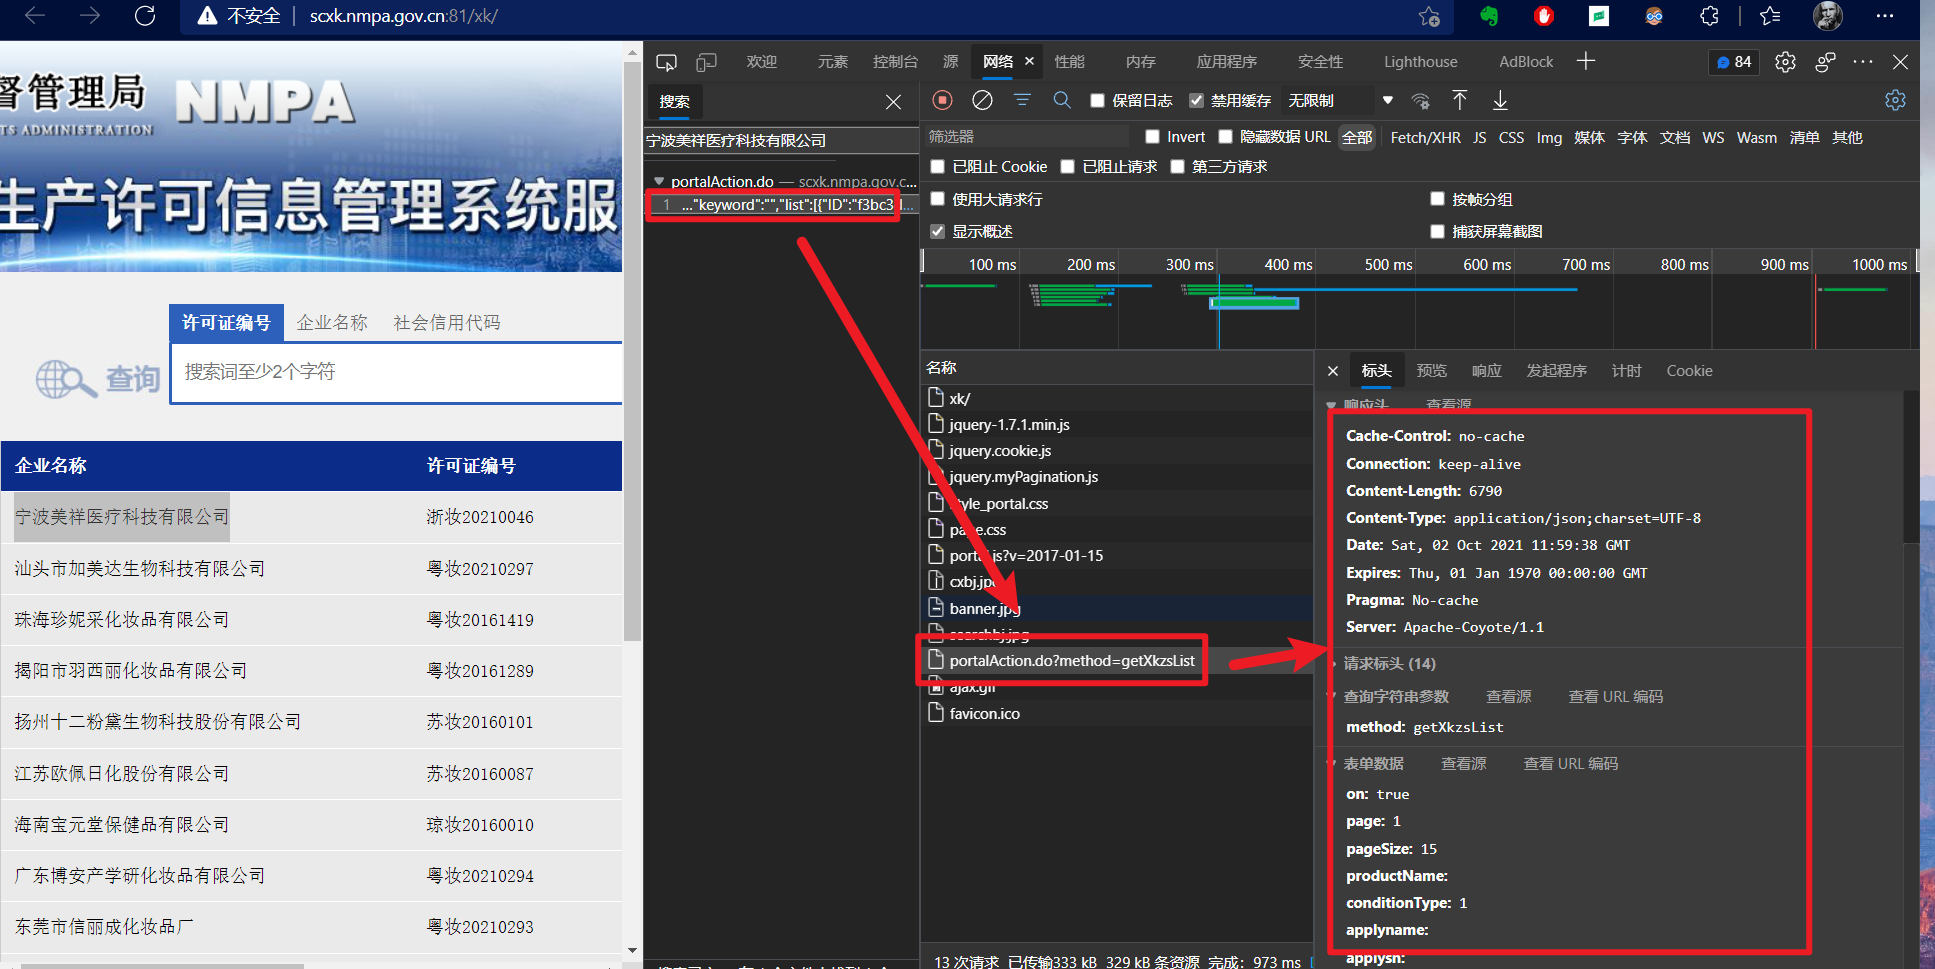 不安全
scxk.nmpa.gov.cn:81/xk/
督管理局 NMPA
TS ADMINISTRATION
生产许可信息管理系统服
许可证编号 企业名称 社会信用代码
查询
搜索词至少2个字符
企业名称 许可证编号
宁波美祥医疗科技有限公司 浙妆20210046
汕头市加美达生物科技有限公司 粤妆20210297
珠海珍妮采化妆品有限公司 粤妆20161419
揭阳市羽西丽化妆品有限公司 粤妆20161289
扬州十二粉黛生物科技股份有限公司 苏妆20160101
江苏欧佩日化股份有限公司 苏妆20160087
海南宝元堂保健品有限公司 琼妆20160010
广东博安产学研化妆品有限公司 粤妆20210294
东莞市信丽成化妆品厂 粤妆20210293
欢迎 元素 控制台 源 网络 性能 内存 应用程序 安全性 Lighthouse AdBlock 84
搜索
宁波美祥医疗科技有限公司
portalAction.do — scxk.nmpa.gov.c...
1 ..."keyword":"","list":[{"ID":"f3bc3
保留日志 禁用缓存 无限制
筛选器 Invert 隐藏数据 URL 全部 Fetch/XHR JS CSS Img 媒体 字体 文档 WS Wasm 清单 其他
已阻止 Cookie 已阻止请求 第三方请求
使用大请求行 按帧分组
显示概述 捕获屏幕截图
100 ms 200 ms 300 ms 400 ms 500 ms 600 ms 700 ms 800 ms 900 ms 1000 ms
名称
xk/
jquery-1.7.1.min.js
jquery.cookie.js
jquery.myPagination.js
style_portal.css
page.css
portal.js?v=2017-01-15
cxbj.jpg
banner.jpg
searchbj.jpg
portalAction.do?method=getXkzsList
ajax.gif
favicon.ico
13 次请求 已传输333 kB 329 kB 条资源 完成: 973 ms
标头 预览 响应 发起程序 计时 Cookie
响应头 查看源
Cache-Control: no-cache
Connection: keep-alive
Content-Length: 6790
Content-Type: application/json;charset=UTF-8
Date: Sat, 02 Oct 2021 11:59:38 GMT
Expires: Thu, 01 Jan 1970 00:00:00 GMT
Pragma: No-cache
Server: Apache-Coyote/1.1
请求标头 (14)
查询字符串参数 查看源 查看 URL 编码
method: getXkzsList
表单数据 查看源 查看 URL 编码
on: true
page: 1
pageSize: 15
productName:
conditionType: 1
applyname:
applysn: